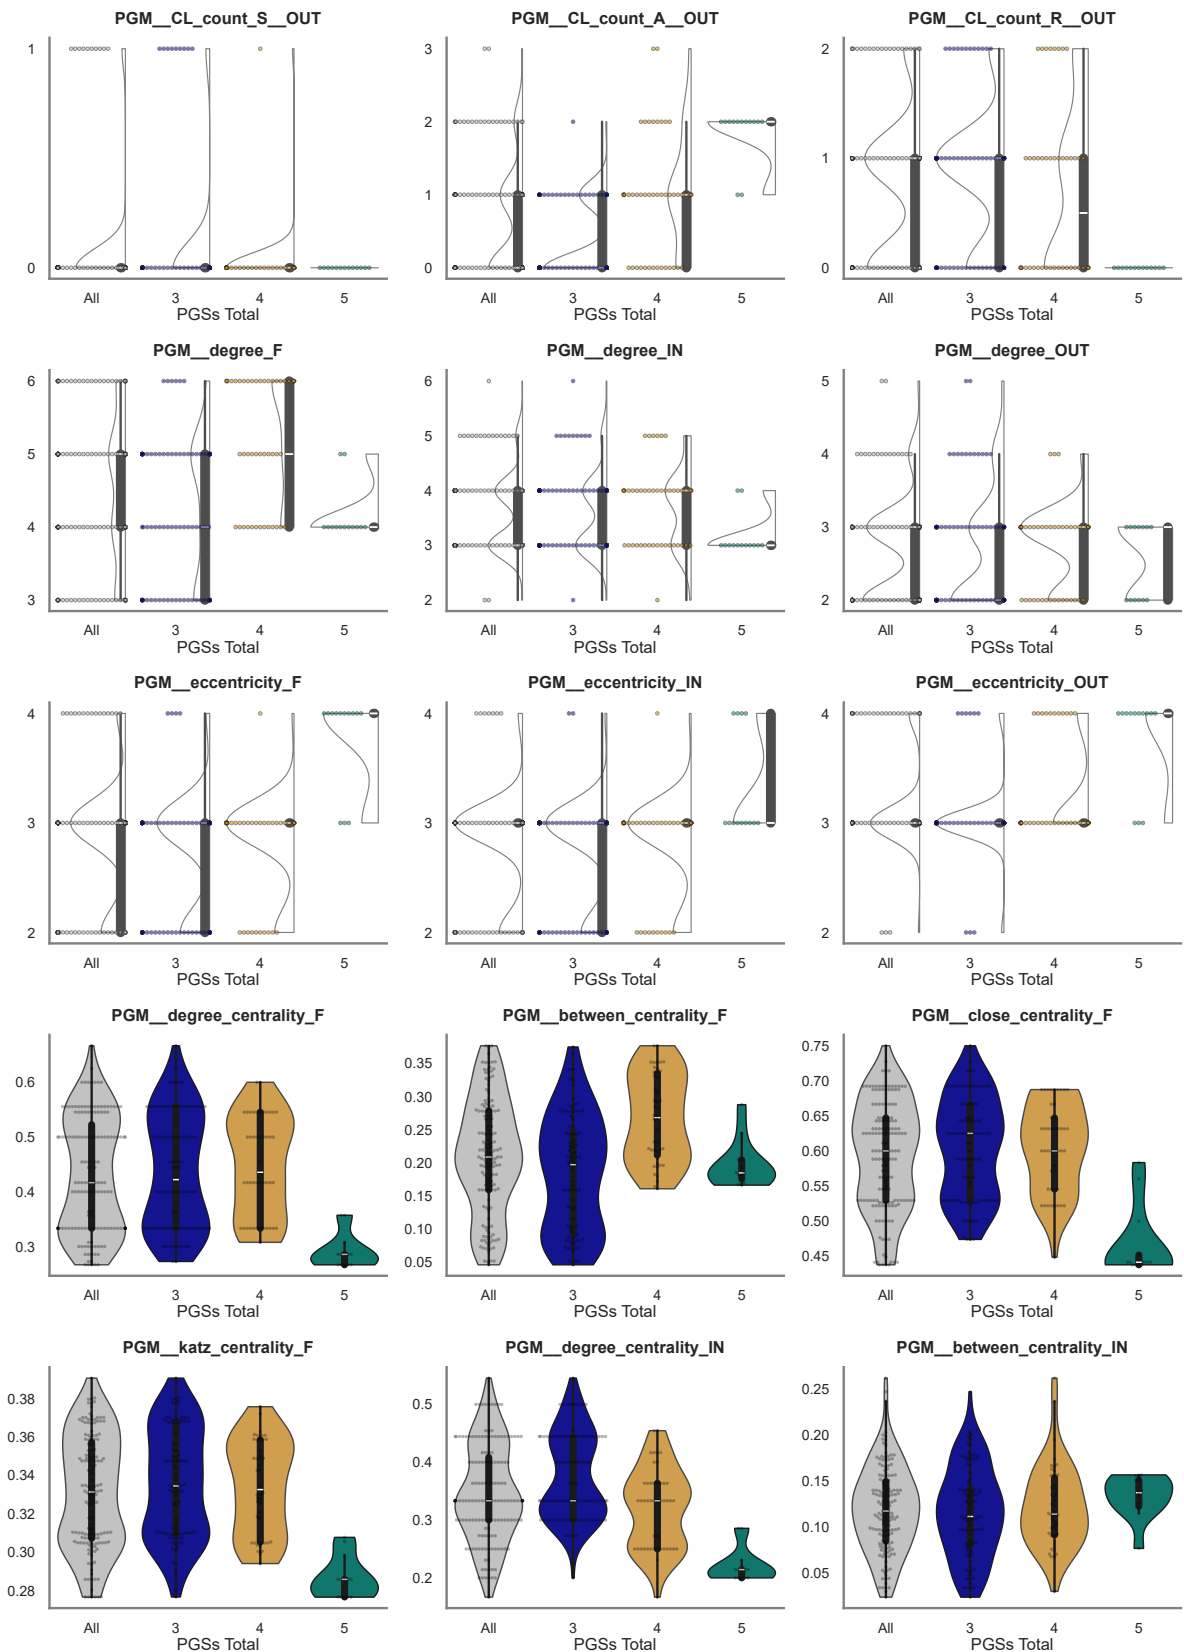 PGM__CL_count_S__OUT PGM__CL_count_A__OUT PGM__CL_count_R__OUT
1 3 2
2
1
1
0 0 0
All 3 4 5 All 3 4 5 All 3 4 5
PGSs Total PGSs Total PGSs Total
PGM__degree_F PGM__degree_IN PGM__degree_OUT
6 6 5
5 5 4
4 4 3
3
3 2 2
All 3 4 5 All 3 4 5 All 3 4 5
PGSs Total PGSs Total PGSs Total
PGM__eccentricity_F PGM__eccentricity_IN PGM__eccentricity_OUT
4 4 4
3 3 3
2 2 2
All 3 4 5 All 3 4 5 All 3 4 5
PGSs Total PGSs Total PGSs Total
PGM__degree_centrality_F PGM__between_centrality_F PGM__close_centrality_F
0.6 0.35 0.75
0.5 0.30 0.70
0.4 0.25 0.65
0.3 0.20 0.60
0.15 0.55
0.10 0.50
0.05 0.45
All 3 4 5 All 3 4 5 All 3 4 5
PGSs Total PGSs Total PGSs Total
PGM__katz_centrality_F PGM__degree_centrality_IN PGM__between_centrality_IN
0.38 0.5 0.25
0.36 0.4 0.20
0.34 0.3 0.15
0.32 0.2 0.10
0.30 0.05
0.28
All 3 4 5 All 3 4 5 All 3 4 5
PGSs Total PGSs Total PGSs Total